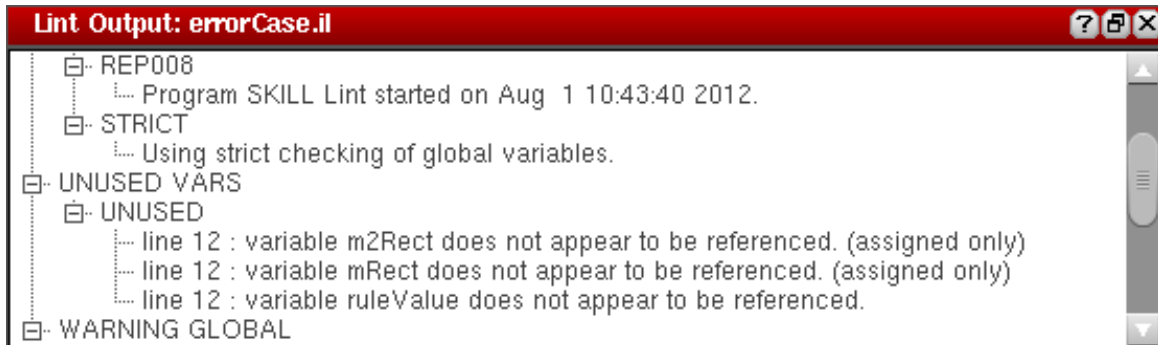 Lint Output: errorCase.il
REP008
Program SKILL Lint started on Aug  1 10:43:40 2012.
STRICT
Using strict checking of global variables.
UNUSED VARS
UNUSED
line 12 : variable m2Rect does not appear to be referenced. (assigned only)
line 12 : variable mRect does not appear to be referenced. (assigned only)
line 12 : variable ruleValue does not appear to be referenced.
WARNING GLOBAL